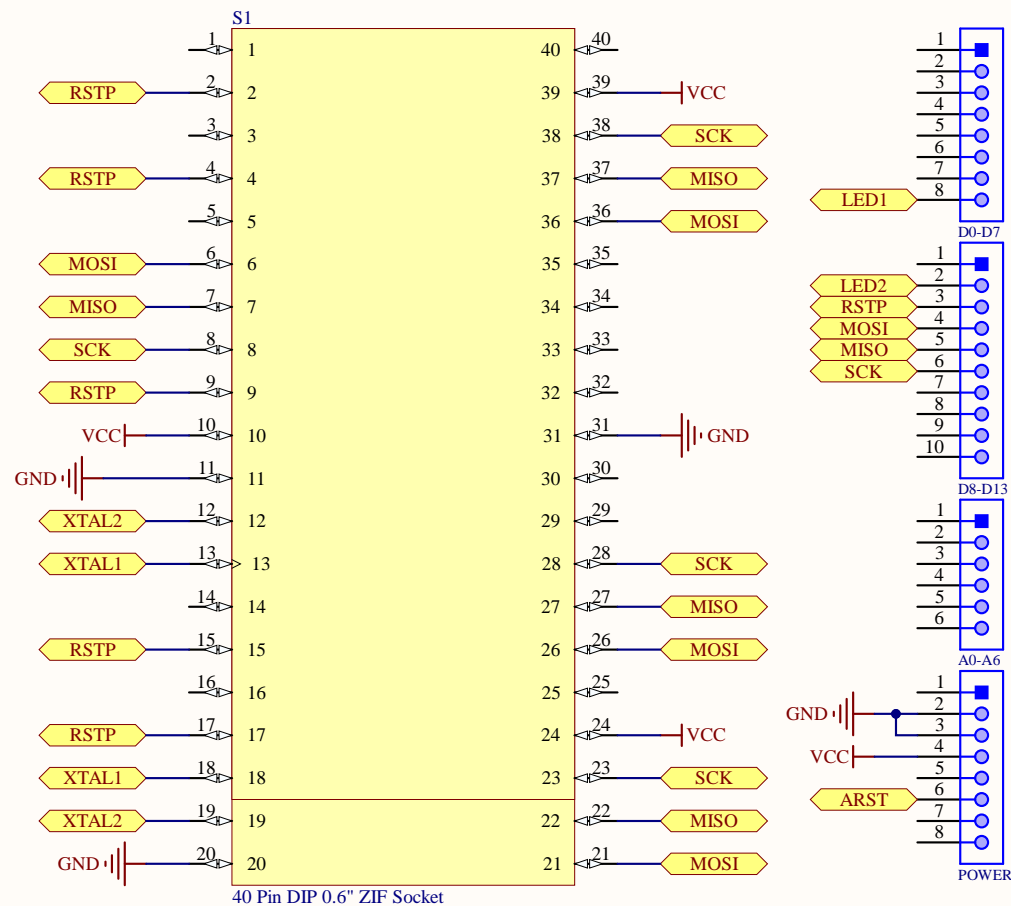 S1
1 1 40 40
RSTP 2 2 39 39 VCC
3 3 38 38 SCK
RSTP 4 4 37 37 MISO
5 5 36 36 MOSI
MOSI 6 6 35 35
MISO 7 7 34 34
SCK 8 8 33 33
RSTP 9 9 32 32
VCC 10 10 31 31 GND
GND 11 11 30 30
XTAL2 12 12 29 29
XTAL1 13 13 28 28 SCK
14 14 27 27 MISO
RSTP 15 15 26 26 MOSI
16 16 25 25
RSTP 17 17 24 24 VCC
XTAL1 18 18 23 23 SCK
XTAL2 19 19 22 22 MISO
GND 20 20 21 21 MOSI
40 Pin DIP 0.6" ZIF Socket
1
2
3
4
5
6
7
LED1 8
D0-D7
1
LED2 2
RSTP 3
MOSI 4
MISO 5
SCK 6
7
8
9
10
D8-D13
1
2
3
4
5
6
A0-A6
1
GND 2
3
VCC 4
5
ARST 6
7
8
POWER